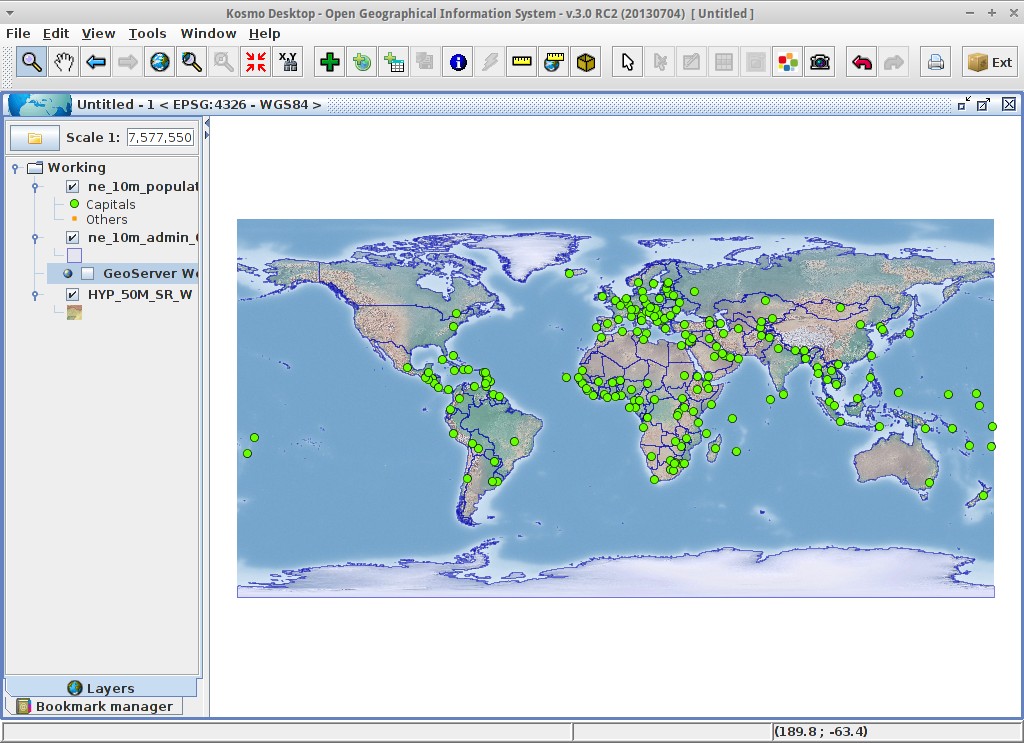 Kosmo Desktop - Open Geographical Information System - v.3.0 RC2 (20130704) [ Untitled ]
File Edit View Tools Window Help
X,Y Ext
Untitled - 1 < EPSG:4326 - WGS84 >
Scale 1: 7,577,550
Working
ne_10m_populat
Capitals
Others
ne_10m_admin_
GeoServer W
HYP_50M_SR_W
Layers
Bookmark manager
(189.8 ; -63.4)